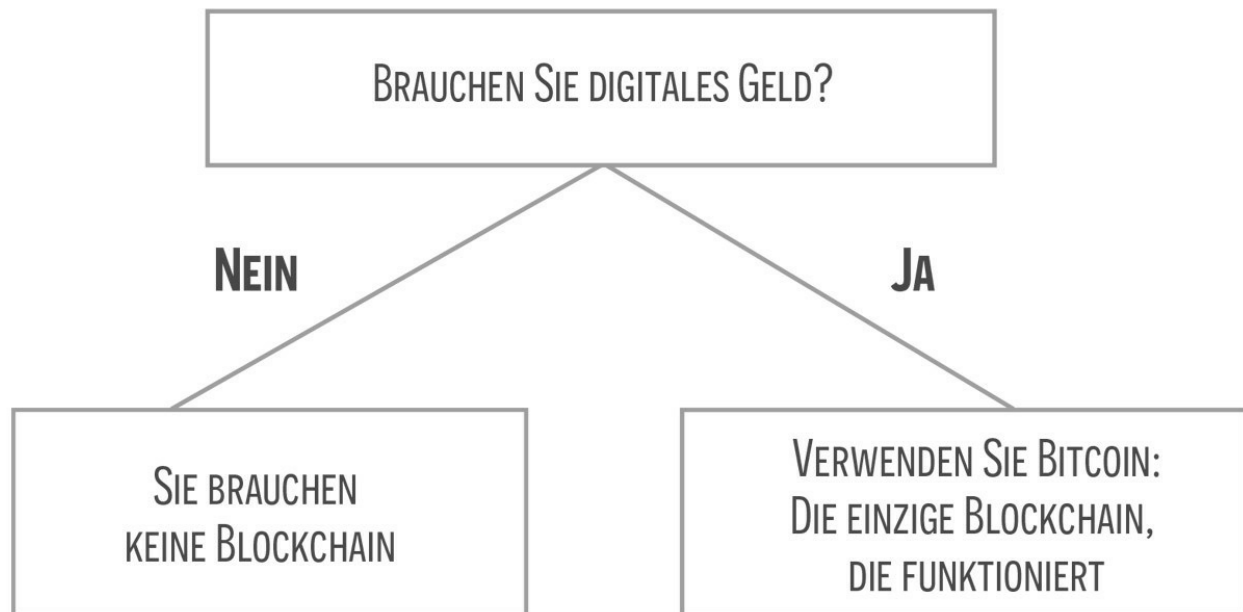 Brauchen Sie digitales Geld?
Nein
Ja
Sie brauchen
keine Blockchain
Verwenden Sie Bitcoin:
Die einzige Blockchain,
die funktioniert